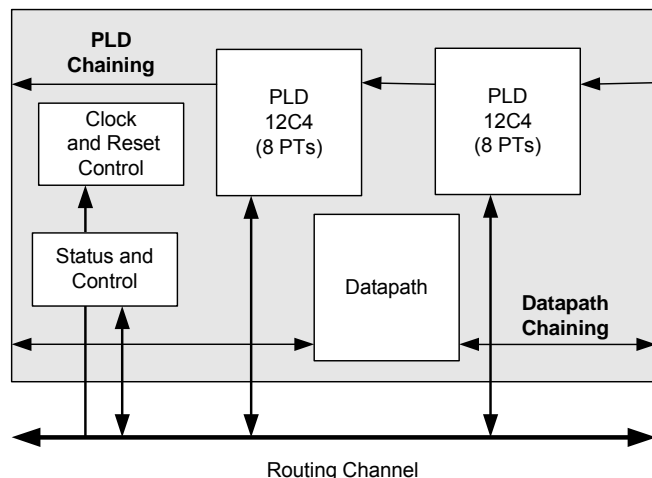 PLD
Chaining
PLD
12C4
(8 PTs)
PLD
12C4
(8 PTs)
Clock
and Reset
Control
Status and
Control
Datapath
Datapath
Chaining
Routing Channel